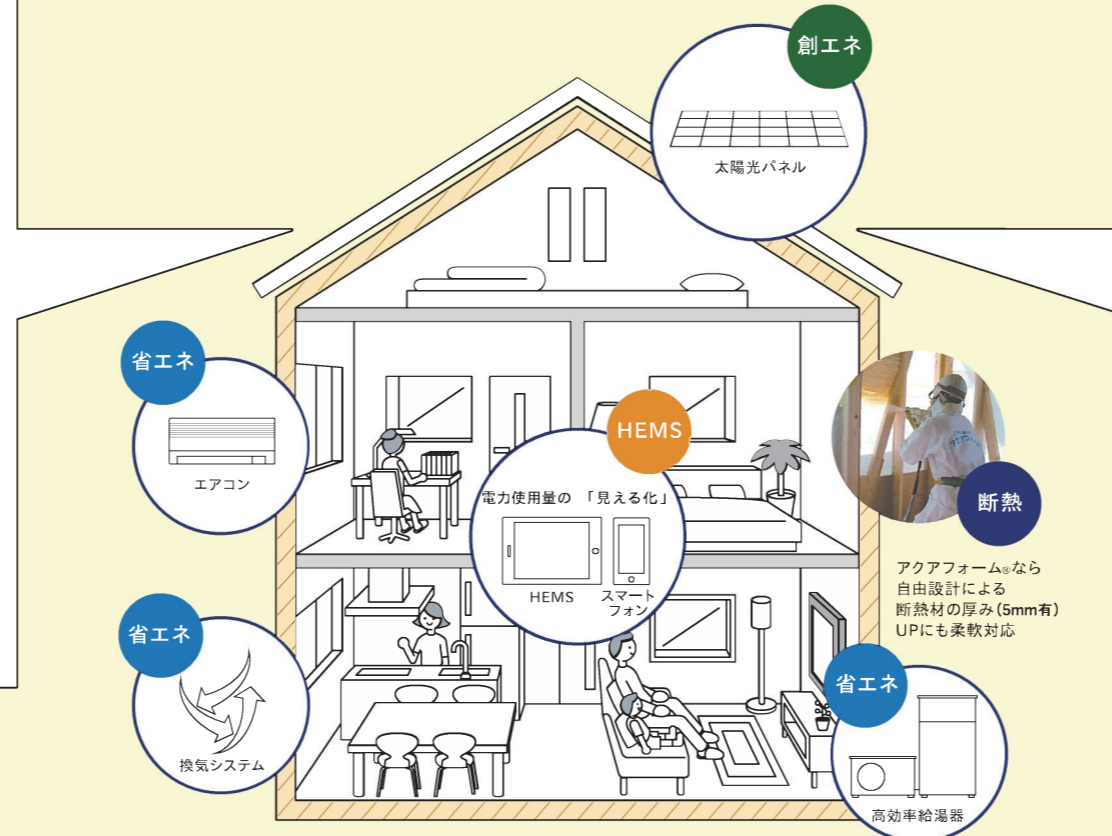 創エネ
太陽光パネル
省エネ
エアコン
HEMS
電力使用量の 「見える化」
HEMS
スマート
フォン
断熱
アクアフォーム®なら
自由設計による
断熱材の厚み(5mm有)
UPにも柔軟対応
省エネ
換気システム
省エネ
高効率給湯器